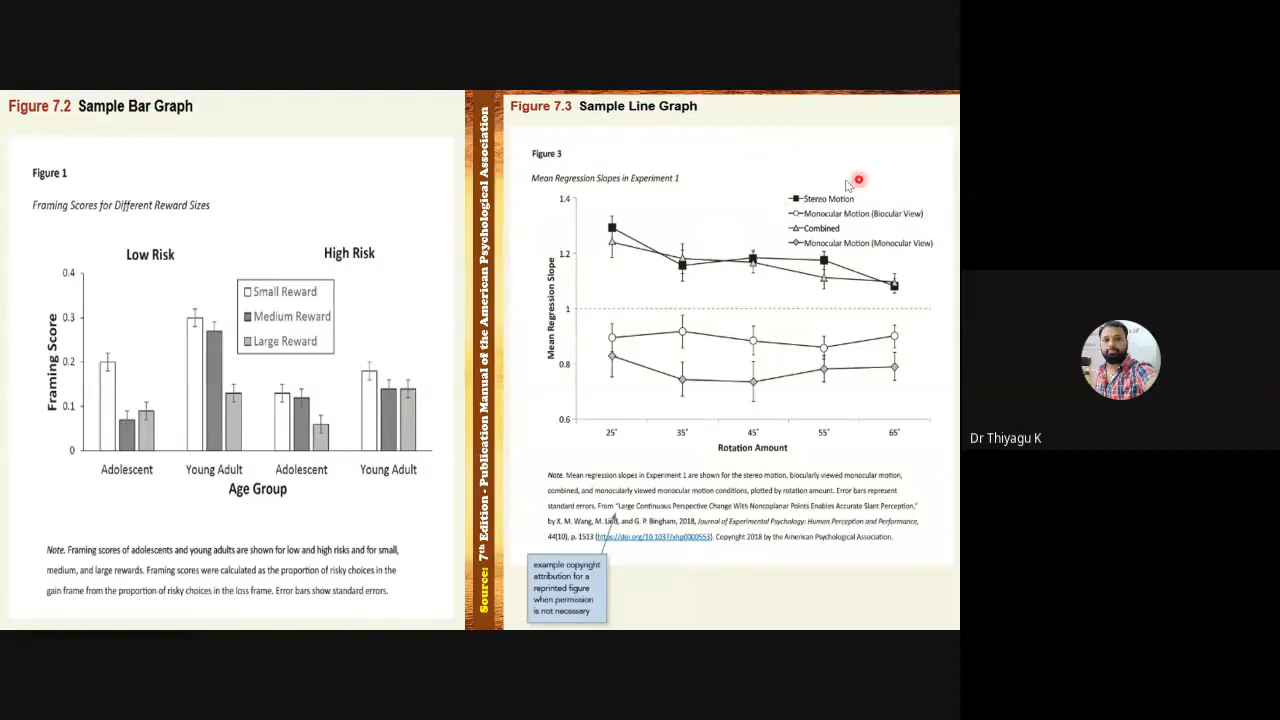 Figure 7.2 Sample Bar Graph
Figure 1
Framing Scores for Different Reward Sizes
Low Risk
High Risk
0.4
0.3
0.2
0.1
0
Framing Score
Small Reward
Medium Reward
Large Reward
Adolescent
Young Adult
Adolescent
Young Adult
Age Group
Note. Framing scores of adolescents and young adults are shown for low and high risks and for small,
medium, and large rewards. Framing scores were calculated as the proportion of risky choices in the
gain frame from the proportion of risky choices in the loss frame. Error bars show standard errors.
Source: 7th Edition - Publication Manual of the American Psychological Association
Figure 7.3 Sample Line Graph
Figure 3
Mean Regression Slopes in Experiment 1
1.4
1.2
1
0.8
0.6
Mean Regression Slope
Stereo Motion
Monocular Motion (Biocular View)
Combined
Monocular Motion (Monocular View)
25˚
35˚
45˚
55˚
65˚
Rotation Amount
Note. Mean regression slopes in Experiment 1 are shown for the stereo motion, biocularly viewed monocular motion,
combined, and monocularly viewed monocular motion conditions, plotted by rotation amount. Error bars represent
standard errors. From “Large Continuous Perspective Change With Noncoplanar Points Enables Accurate Slant Perception,”
by X. M. Wang, M. Lind, and G. P. Bingham, 2018, Journal of Experimental Psychology: Human Perception and Performance,
44(10), p. 1513 (https://doi.org/10.1037/xhp0000553). Copyright 2018 by the American Psychological Association.
example copyright
attribution for a
reprinted figure
when permission
is not necessary
Dr Thiyagu K